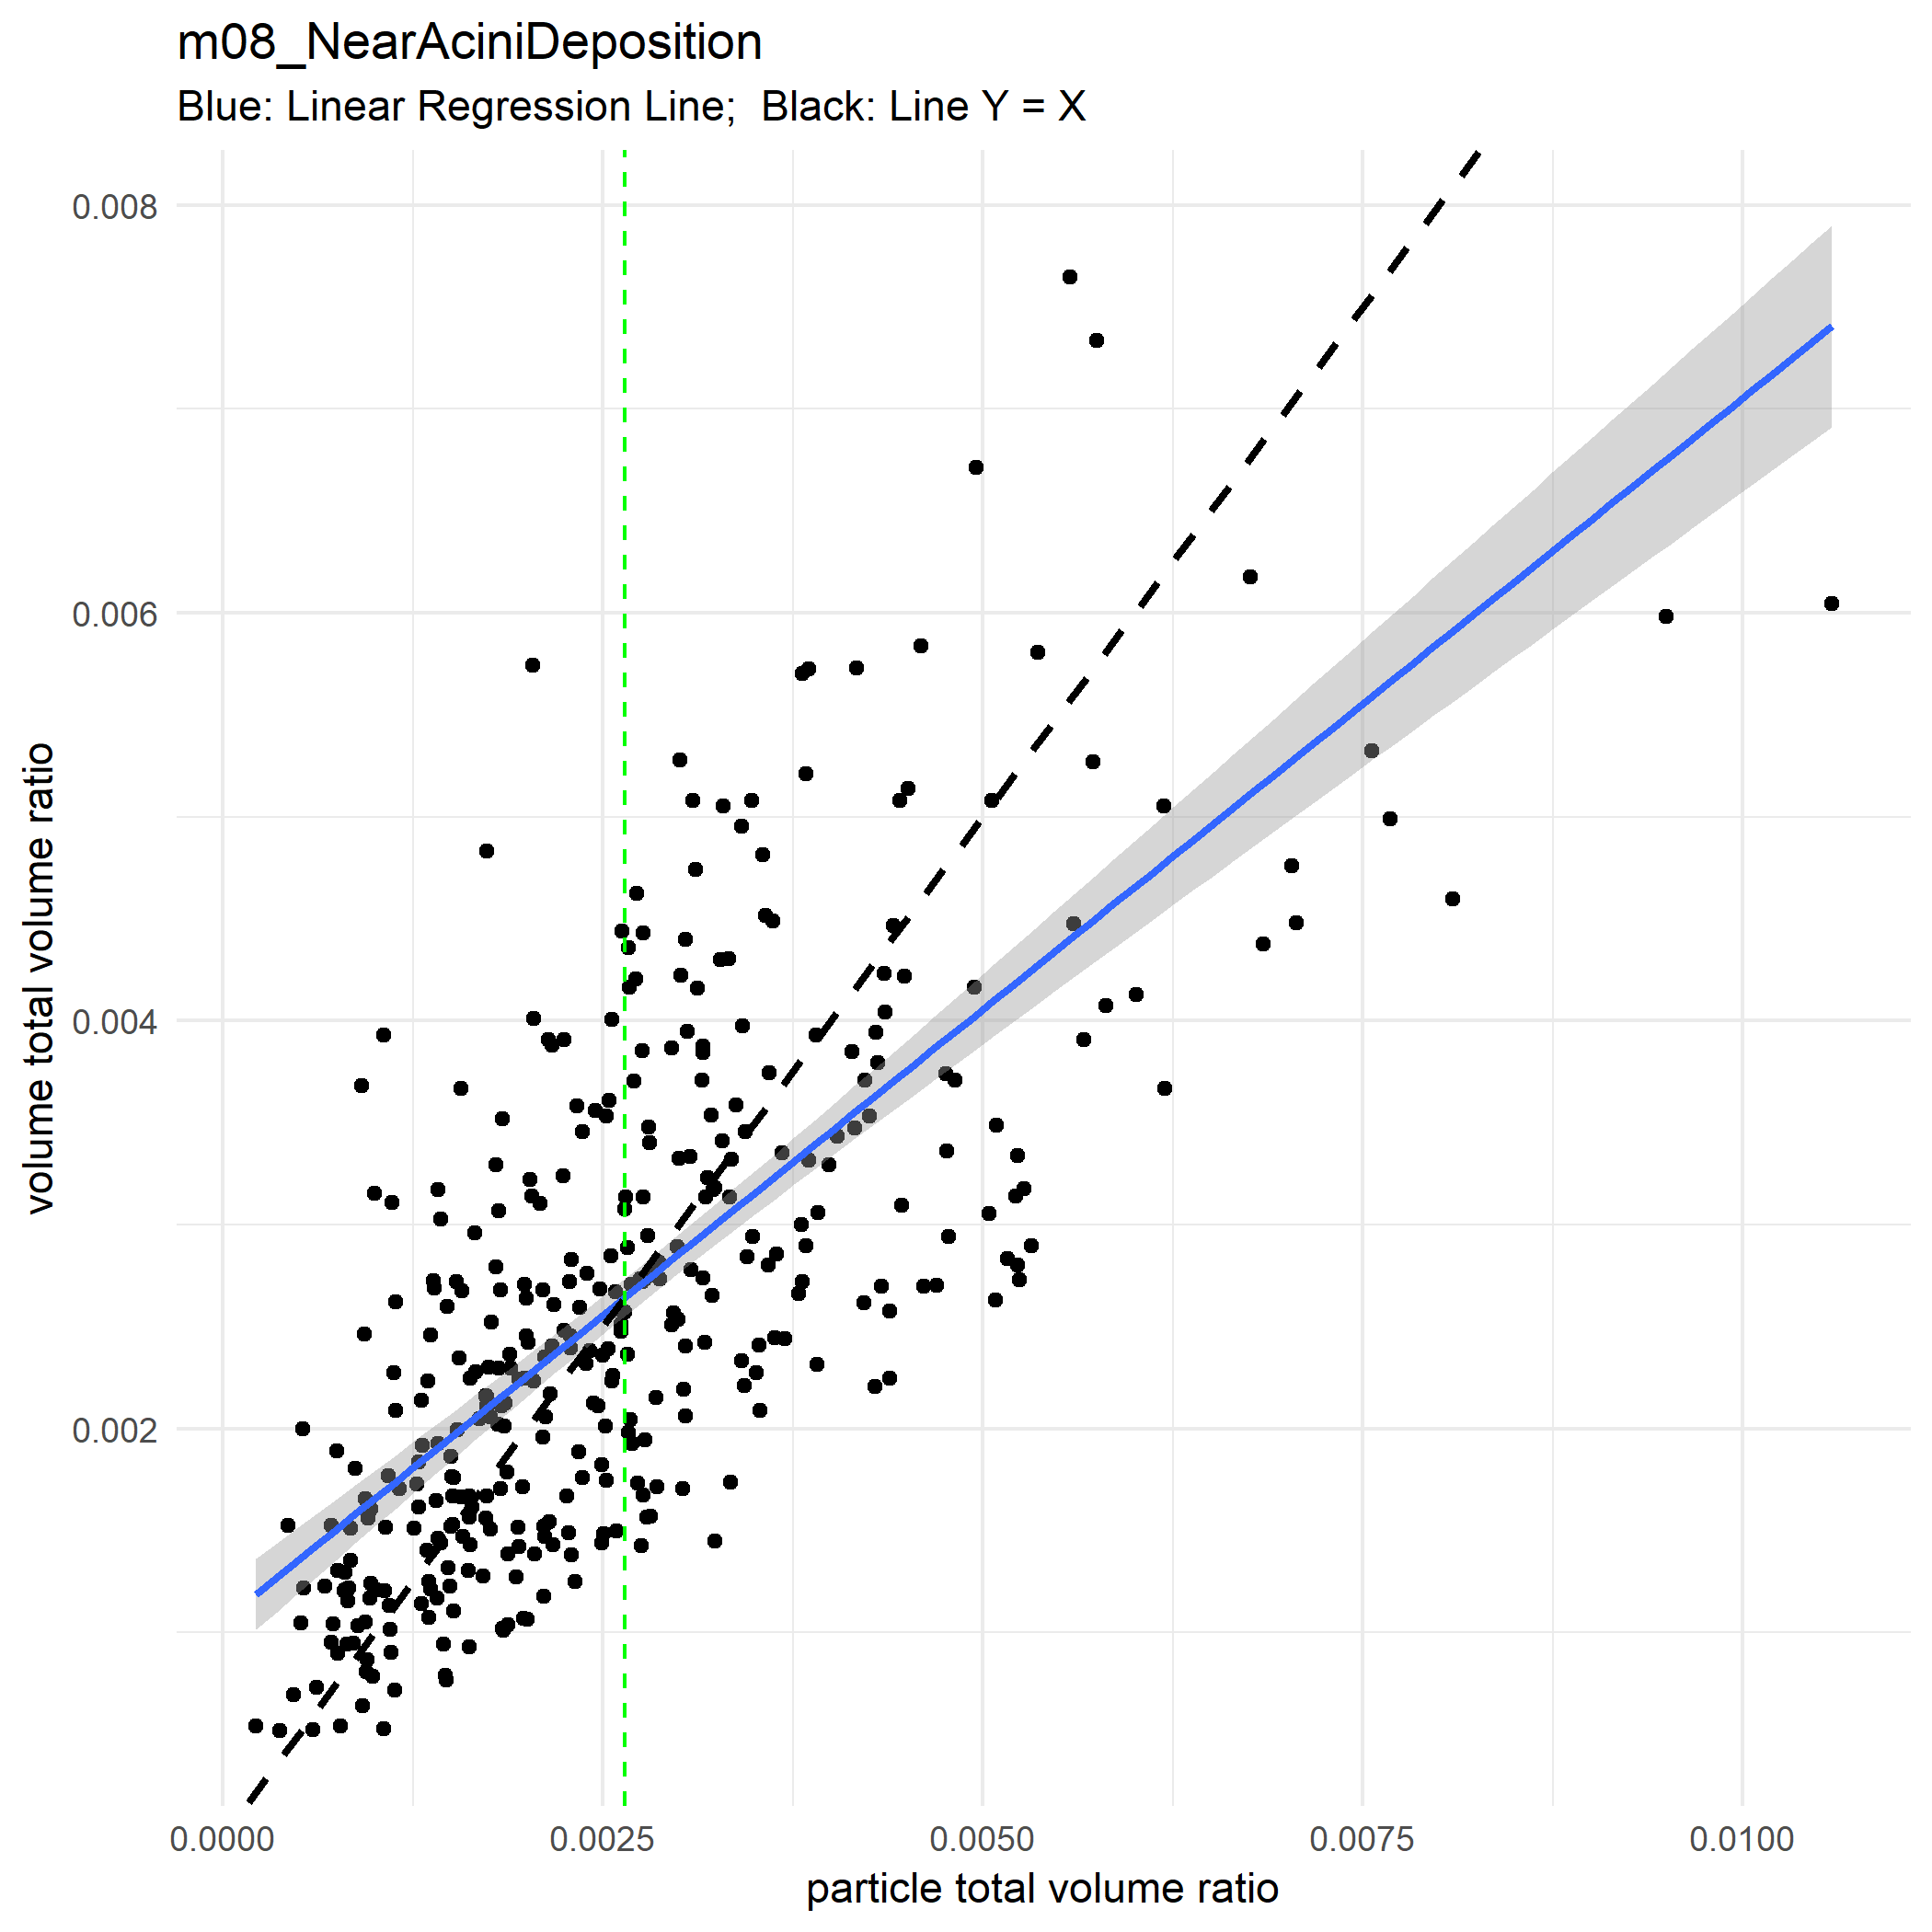 m08_NearAciniDeposition
Blue: Linear Regression Line;  Black: Line Y = X
volume total volume ratio
0.008
0.006
0.004
0.002
0.0000
0.0025
0.0050
0.0075
0.0100
particle total volume ratio